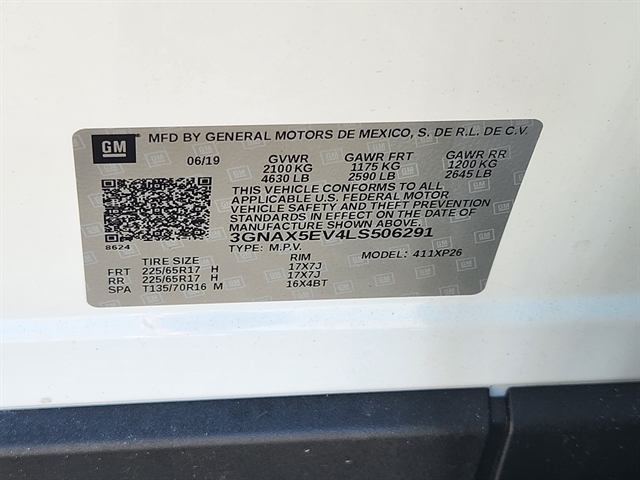 GM MFD BY GENERAL MOTORS DE MEXICO, S. DE R.L. DE C.V.
06/19 GVWR GAWR FRT GAWR RR
2100 KG 1175 KG 1200 KG
4630 LB 2590 LB 2645 LB
THIS VEHICLE CONFORMS TO ALL
APPLICABLE U.S. FEDERAL MOTOR
VEHICLE SAFETY AND THEFT PREVENTION
STANDARDS IN EFFECT ON THE DATE OF
MANUFACTURE SHOWN ABOVE.
3GNAX5EV4LS506291
8624 TYPE: M.P.V. MODEL: 411XP26
TIRE SIZE RIM
FRT 225/65R17 H 17X7J
RR 225/65R17 H 17X7J
SPA T135/70R16 M 16X4BT